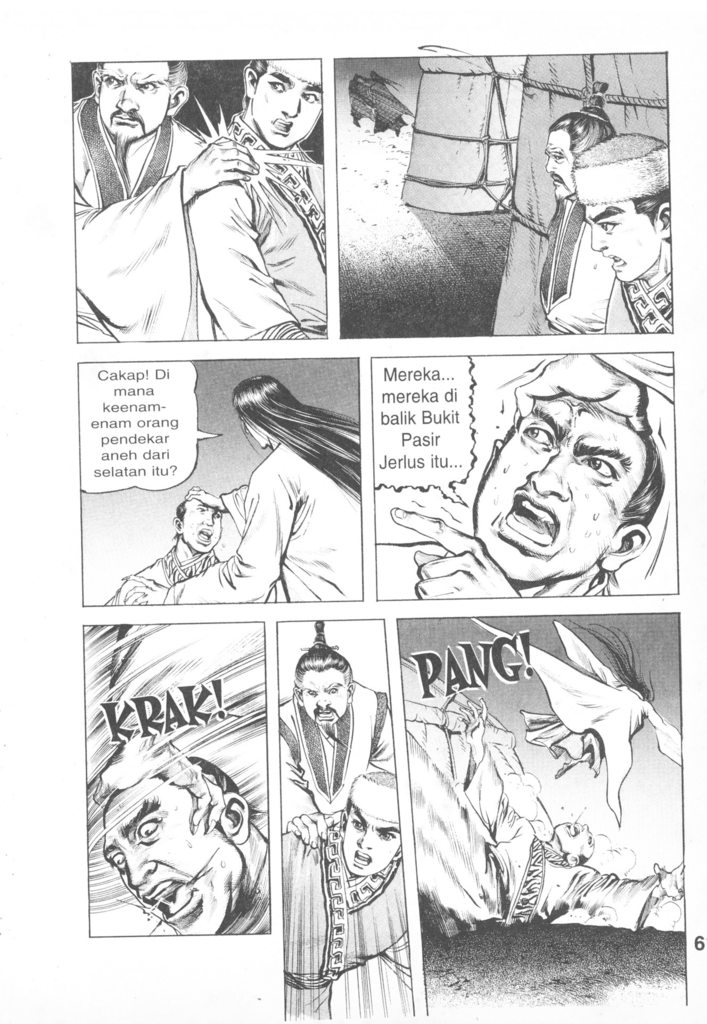 Cakap! Di
mana
keenam-
enam orang
pendekar
aneh dari
selatan itu?
Mereka...
mereka di
balik Bukit
Pasir
Jerlus itu...
KRAK!
PANG!